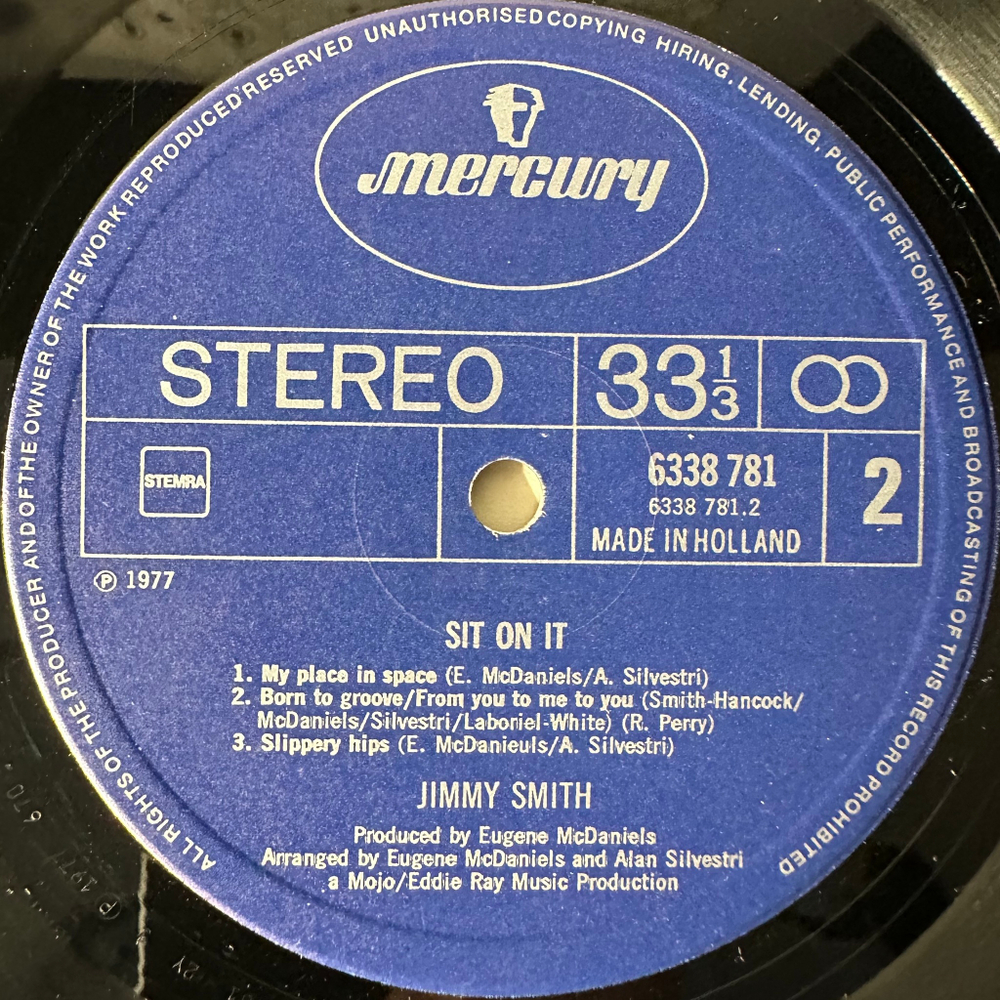 ALL RIGHTS OF THE PRODUCER AND OF THE OWNER OF THE WORK REPRODUCED RESERVED UNAUTHORISED COPYING HIRING, LENDING, PUBLIC PERFORMANCE AND BROADCASTING OF THIS RECORD PROHIBITED
mercury
STEREO 33 1/3
STEMRA
6338 781
6338 781.2
MADE IN HOLLAND
2
℗ 1977
SIT ON IT
1. My place in space (E. McDaniels/A. Silvestri)
2. Born to groove/From you to me to you (Smith-Hancock/
McDaniels/Silvestri/Laboriel-White) (R. Perry)
3. Slippery hips (E. McDanieuls/A. Silvestri)
JIMMY SMITH
Produced by Eugene McDaniels
Arranged by Eugene McDaniels and Alan Silvestri
a Mojo/Eddie Ray Music Production
670
℗ 1977